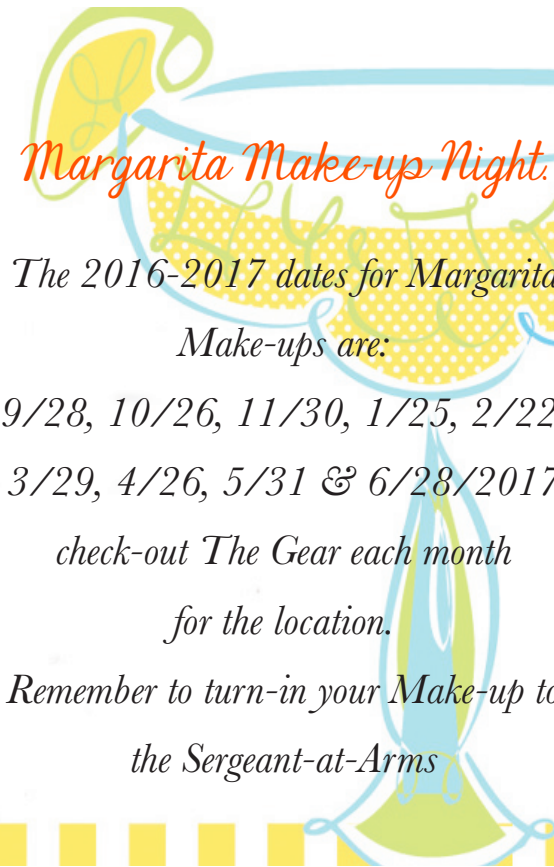 Margarita Make-up Night.
The 2016-2017 dates for Margarita
Make-ups are:
9/28, 10/26, 11/30, 1/25, 2/22
3/29, 4/26, 5/31 & 6/28/2017
check-out The Gear each month
for the location.
Remember to turn-in your Make-up to
the Sergeant-at-Arms